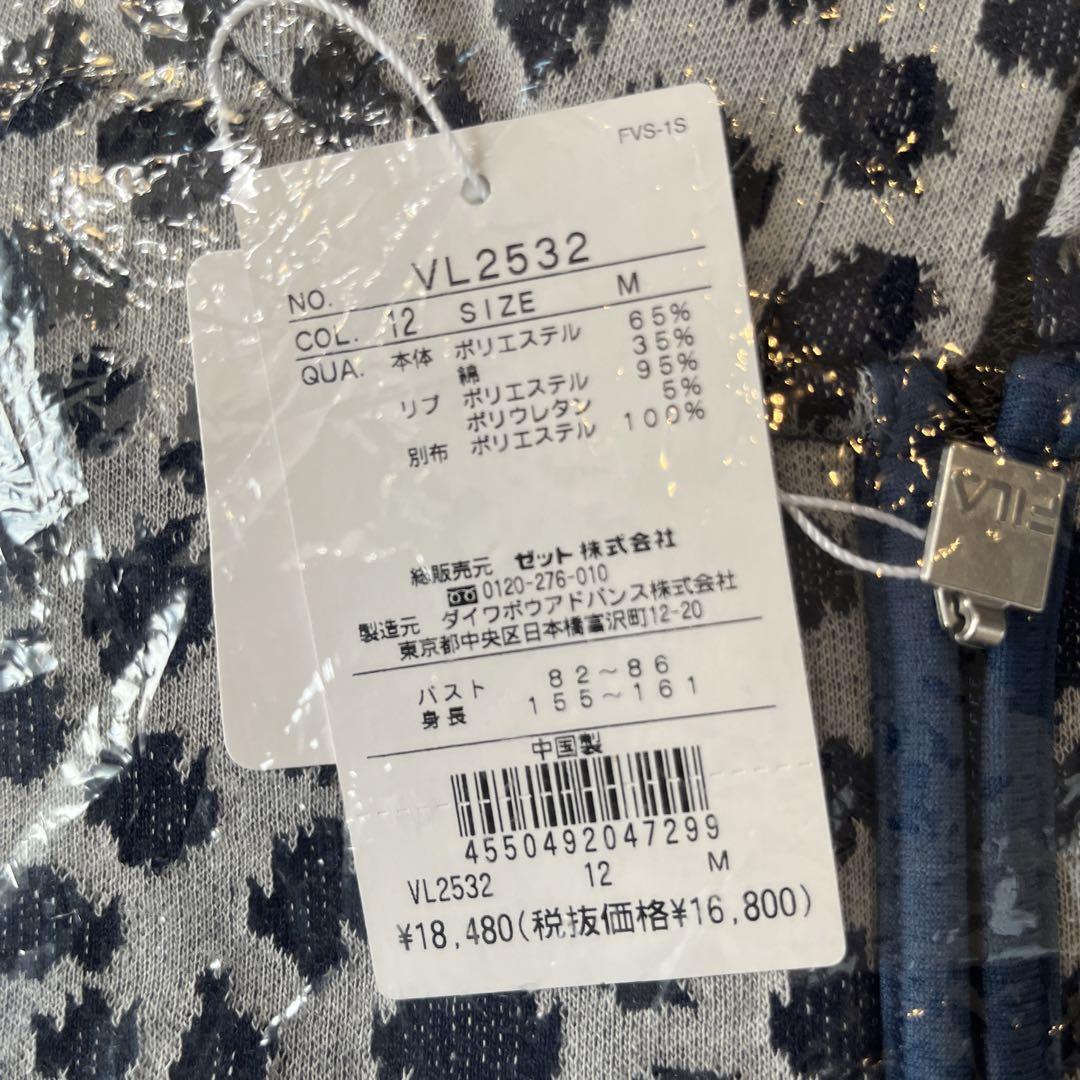 FVS-1S
NO. VL2532
COL. 12 SIZE M
QUA. 本体 ポリエステル 65%
綿 35%
リブ ポリエステル 95%
ポリウレタン 5%
別布 ポリエステル 100%
総販売元 ゼット株式会社
0120-276-010
製造元 ダイワボウアドバンス株式会社
東京都中央区日本橋富沢町12-20
バスト 82~86
身長 155~161
中国製
4550492047299
VL2532 12 M
¥18,480(税抜価格¥16,800)
FILA